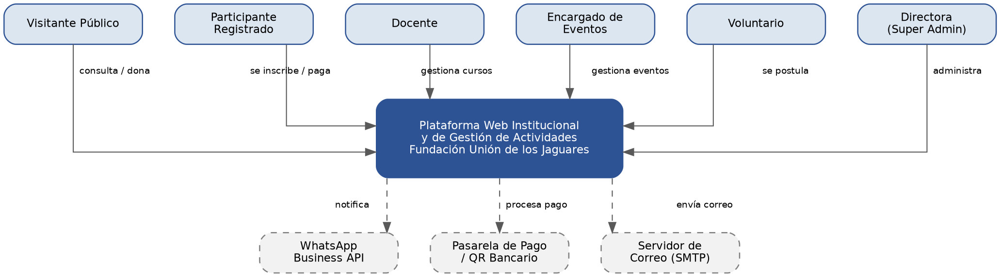 Visitante Público
Participante
Registrado
Docente
Encargado de
Eventos
Voluntario
Directora
(Super Admin)
consulta / dona
se inscribe / paga
gestiona cursos
gestiona eventos
se postula
administra
Plataforma Web Institucional
y de Gestión de Actividades
Fundación Unión de los Jaguares
notifica
procesa pago
envía correo
WhatsApp
Business API
Pasarela de Pago
/ QR Bancario
Servidor de
Correo (SMTP)